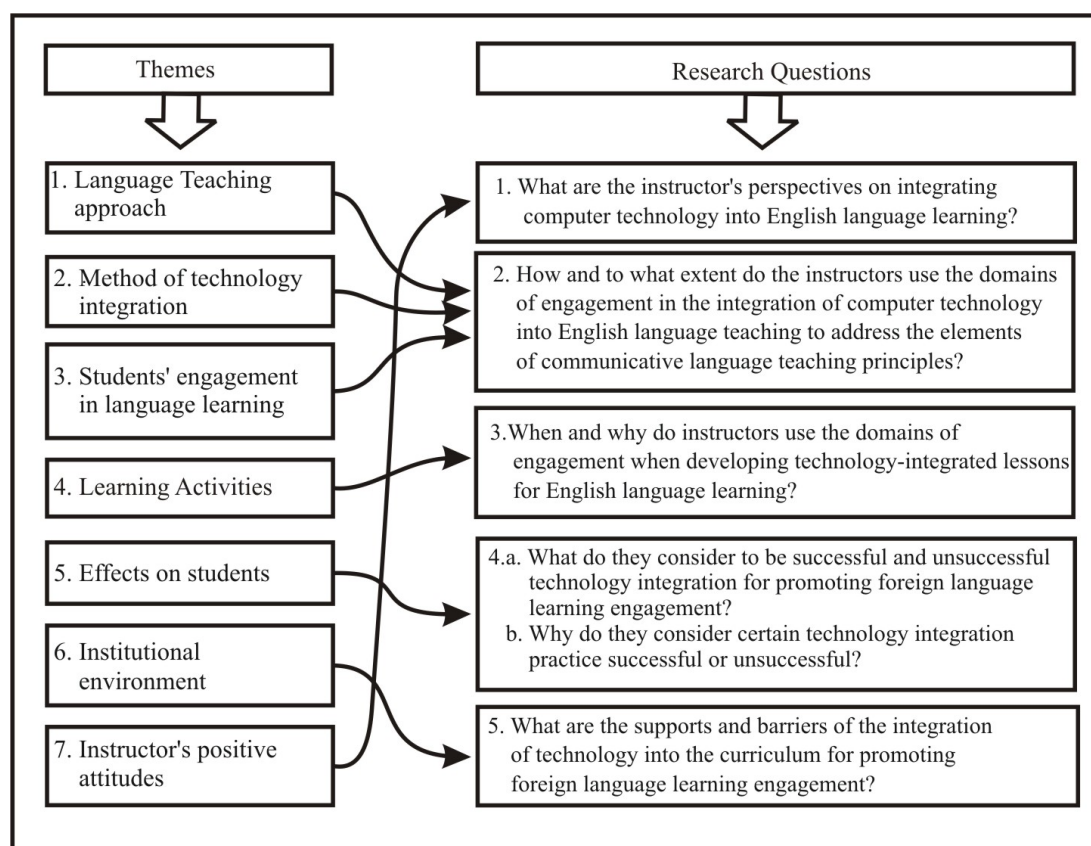 Themes
1. Language Teaching
approach
2. Method of technology
integration
3. Students' engagement
in language learning
4. Learning Activities
5. Effects on students
6. Institutional
environment
7. Instructor's positive
attitudes
Research Questions
1. What are the instructor's perspectives on integrating
computer technology into English language learning?
2. How and to what extent do the instructors use the domains
of engagement in the integration of computer technology
into English language teaching to address the elements
of communicative language teaching principles?
3.When and why do instructors use the domains of
engagement when developing technology-integrated lessons
for English language learning?
4.a. What do they consider to be successful and unsuccessful
technology integration for promoting foreign language
learning engagement?
b. Why do they consider certain technology integration
practice successful or unsuccessful?
5. What are the supports and barriers of the integration
of technology into the curriculum for promoting
foreign language learning engagement?